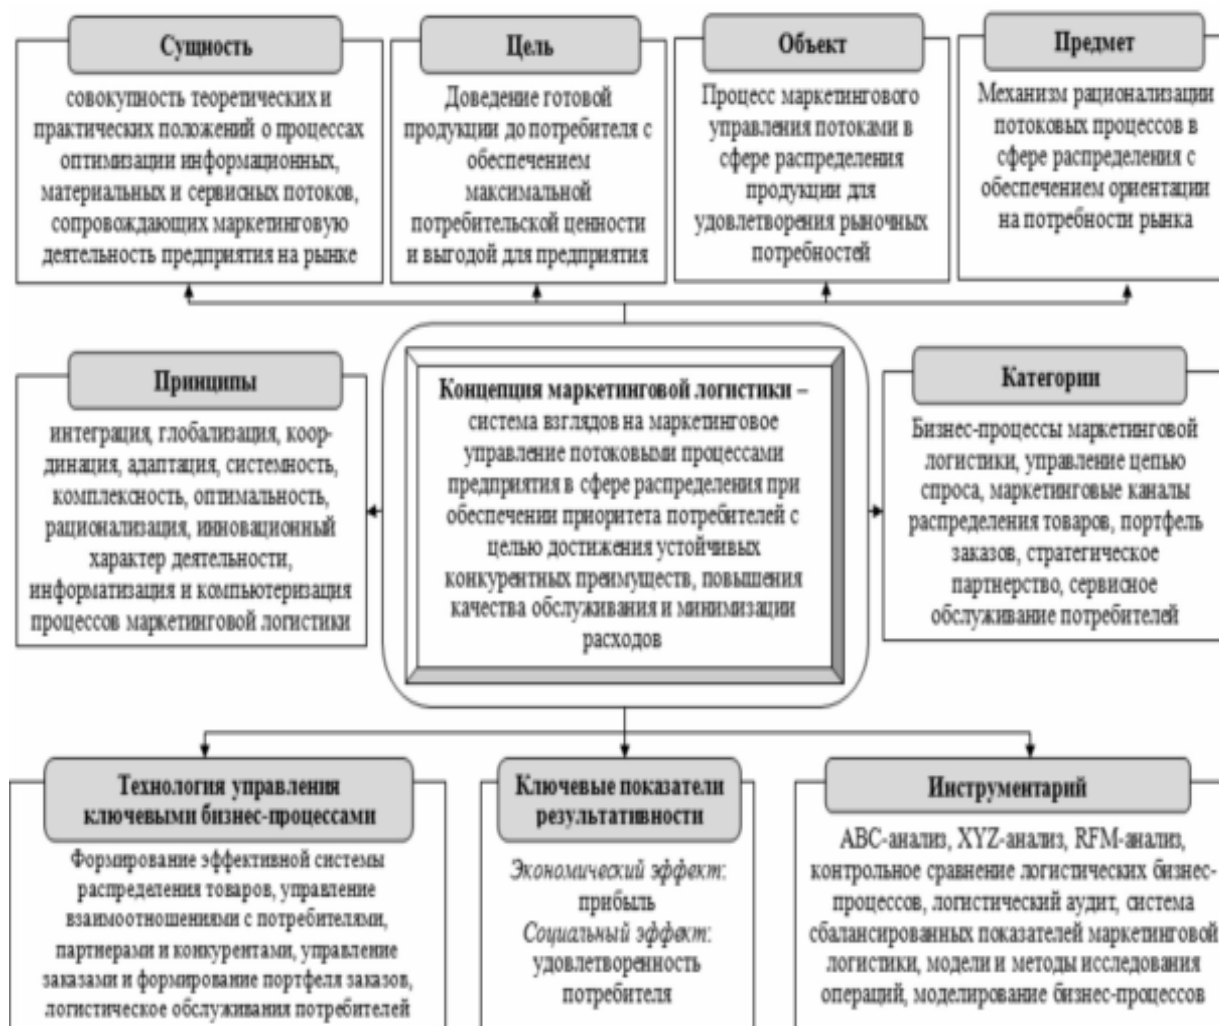 Сущность
совокупность теоретических и
практических положений о процессах
оптимизации информационных,
материальных и сервисных потоков,
сопровождающих маркетинговую
деятельность предприятия на рынке
Цель
Доведение готовой
продукции до потребителя с
обеспечением
максимальной
потребительской ценности
и выгодой для предприятия
Объект
Процесс маркетингового
управления потоками в
сфере распределения
продукции для
удовлетворения рыночных
потребностей
Предмет
Механизм рационализации
потоковых процессов в
сфере распределения с
обеспечением ориентации
на потребности рынка
Принципы
интеграция, глобализация, коор-
динация, адаптация, системность,
комплексность, оптимальность,
рационализация, инновационный
характер деятельности,
информатизация и компьютеризация
процессов маркетинговой логистики
Концепция маркетинговой логистики –
система взглядов на маркетинговое
управление потоковыми процессами
предприятия в сфере распределения при
обеспечении приоритета потребителей с
целью достижения устойчивых
конкурентных преимуществ, повышения
качества обслуживания и минимизации
расходов
Категории
Бизнес-процессы маркетинговой
логистики, управление цепью
спроса, маркетинговые каналы
распределения товаров, портфель
заказов, стратегическое
партнерство, сервисное
обслуживание потребителей
Технология управления
ключевыми бизнес-процессами
Формирование эффективной системы
распределения товаров, управление
взаимоотношениями с потребителями,
партнерами и конкурентами, управление
заказами и формирование портфеля заказов,
логистическое обслуживания потребителей
Ключевые показатели
результативности
Экономический эффект:
прибыль
Социальный эффект:
удовлетворенность
потребителя
Инструментарий
ABC-анализ, XYZ-анализ, RFM-анализ,
контрольное сравнение логистических бизнес-
процессов, логистический аудит, система
сбалансированных показателей маркетинговой
логистики, модели и методы исследования
операций, моделирование бизнес-процессов